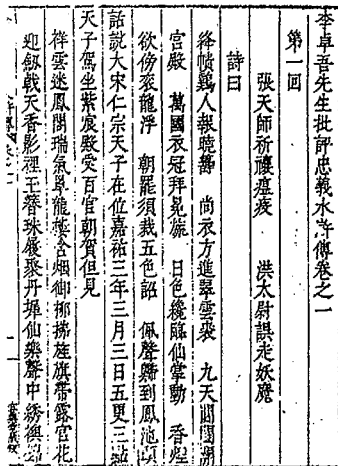 李卓吾先生批評忠義水滸傳卷之一
第一回
張天師祈禳瘟疫 洪太尉誤走妖魔
詩曰
絳幘鷄人報曉籌 尚衣方進翠雲裘 九天閶闔開
宮殿 萬國衣冠拜冕旒 日色纔臨仙掌動 香煙
欲傍袞龍浮 朝罷須裁五色詔 佩聲歸到鳳池頭
話說大宋仁宗天子在位嘉祐三年三月三日五更三點
天子駕坐紫宸殿受百官朝賀但見
祥雲迷鳳閣瑞氣罩龍樓含烟御柳拂旌旗帶露宮花
迎劒戟天香影裡玉簪珠履聚丹墀仙樂聲中綉襖